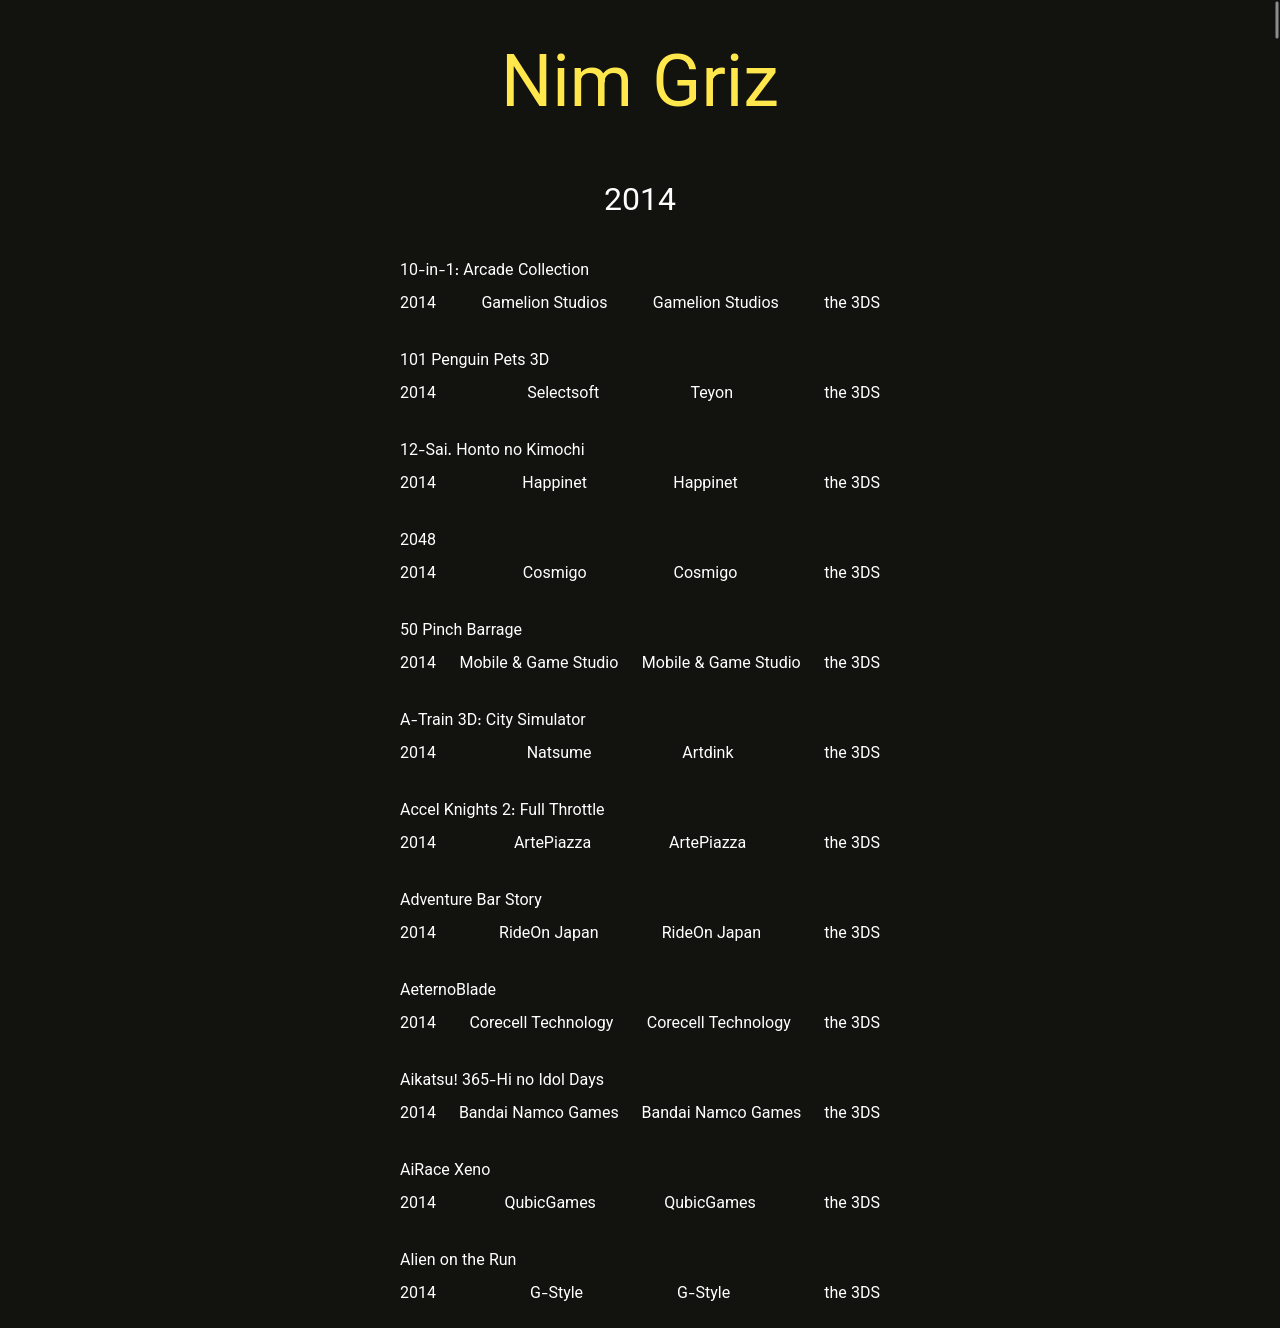 Nim Griz
2014
10-in-1: Arcade Collection
2014 Gamelion Studios Gamelion Studios the 3DS
101 Penguin Pets 3D
2014 Selectsoft Teyon the 3DS
12-Sai. Honto no Kimochi
2014 Happinet Happinet the 3DS
2048
2014 Cosmigo Cosmigo the 3DS
50 Pinch Barrage
2014 Mobile & Game Studio Mobile & Game Studio the 3DS
A-Train 3D: City Simulator
2014 Natsume Artdink the 3DS
Accel Knights 2: Full Throttle
2014 ArtePiazza ArtePiazza the 3DS
Adventure Bar Story
2014 RideOn Japan RideOn Japan the 3DS
AeternoBlade
2014 Corecell Technology Corecell Technology the 3DS
Aikatsu! 365-Hi no Idol Days
2014 Bandai Namco Games Bandai Namco Games the 3DS
AiRace Xeno
2014 QubicGames QubicGames the 3DS
Alien on the Run
2014 G-Style G-Style the 3DS